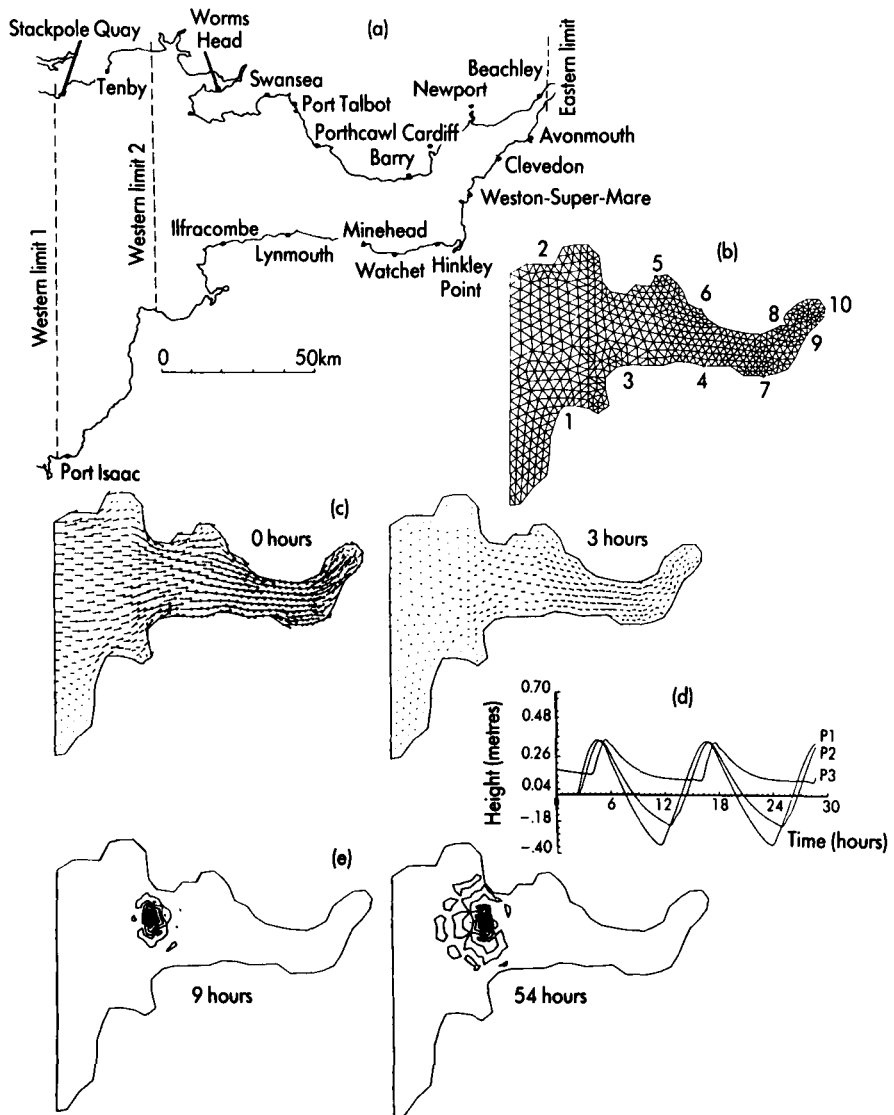 (a)
Stackpole Quay
Worms
Head
Tenby
Swansea
Port Talbot
Porthcawl
Cardiff
Barry
Newport
Beachley
Eastern limit
Avonmouth
Clevedon
Weston-Super-Mare
Western limit 1
Western limit 2
Ilfracombe
Lynmouth
Minehead
Watchet
Hinkley
Point
0
50km
Port Isaac
(b)
2
5
6
8
10
9
3
4
7
1
(c)
0 hours
3 hours
(d)
Height (metres)
0.70
0.48
0.26
0.04
-.18
-.40
6
12
18
24
30
Time (hours)
P1
P2
P3
(e)
9 hours
54 hours